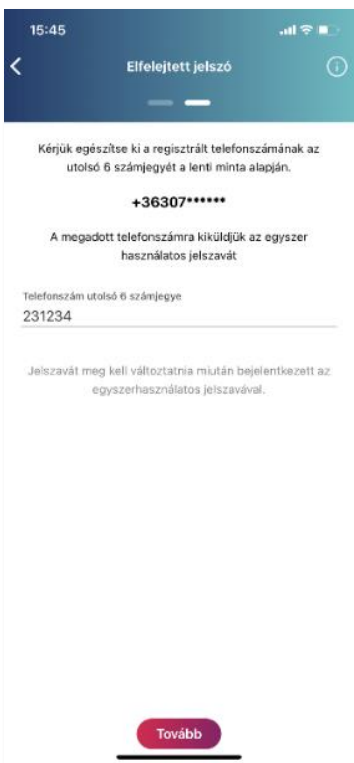 15:45
Elfelejtett jelszó
Kérjük egészítse ki a regisztrált telefonszámának az
utolsó 6 számjegyét a lenti minta alapján.
+36307******
A megadott telefonszámra kiküldjük az egyszer
használatos jelszavát
Telefonszám utolsó 6 számjegye
231234
Jelszavát meg kell változtatnia miután bejelentkezett az
egyszerhasználatos jelszavával.
Tovább